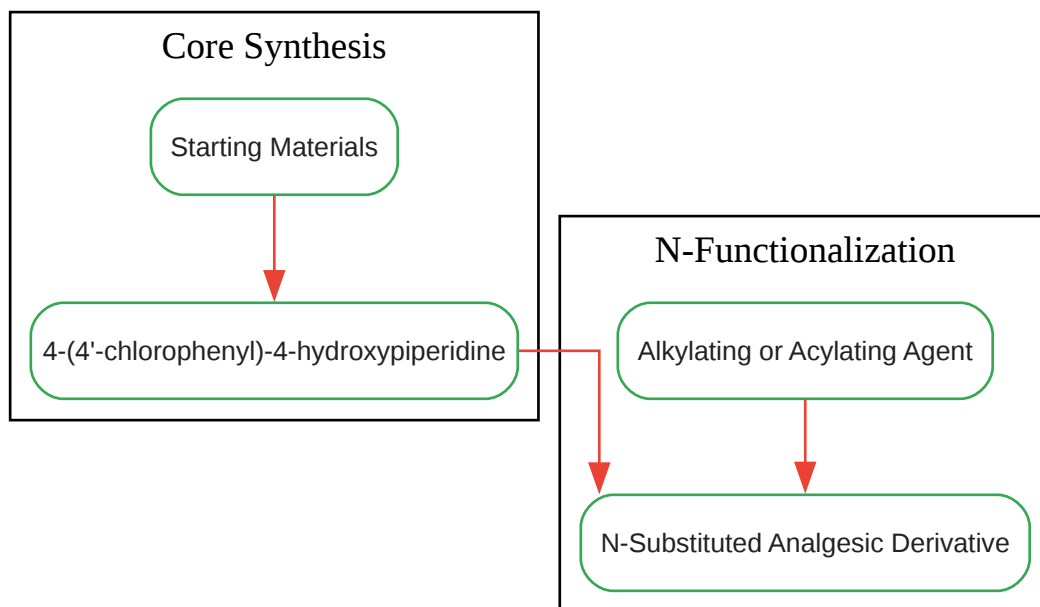 Core Synthesis
Starting Materials
4-(4'-chlorophenyl)-4-hydroxypiperidine
N-Functionalization
Alkylating or Acylating Agent
N-Substituted Analgesic Derivative